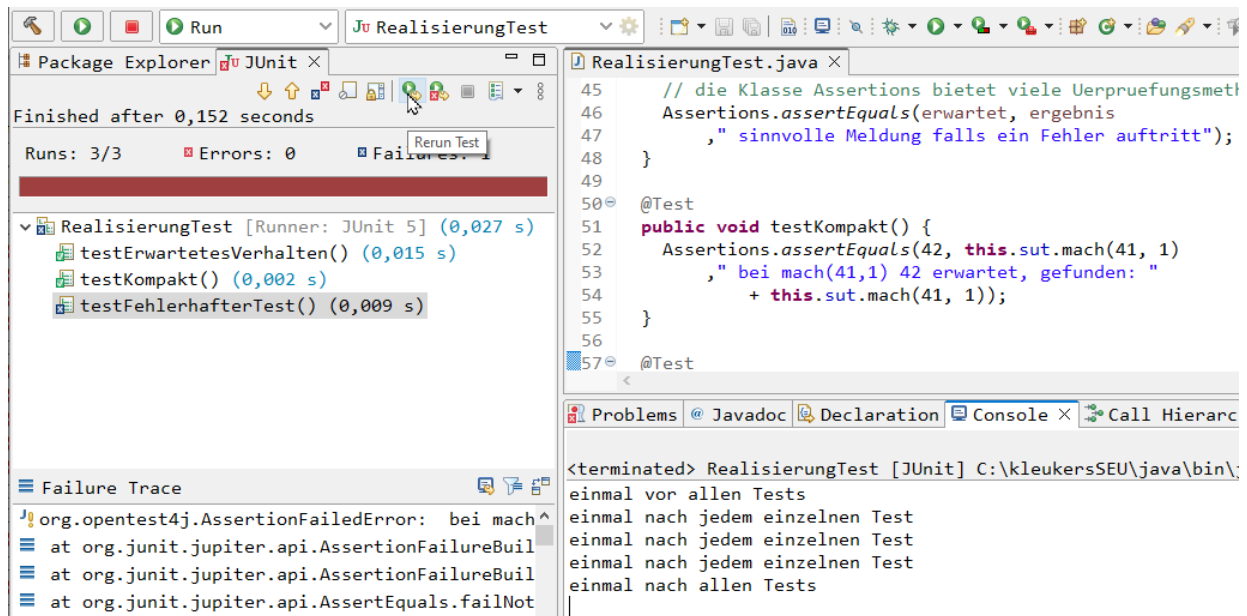 Run
RealisierungTest
Package Explorer
JUnit
Finished after 0,152 seconds
Rerun Test
Runs: 3/3
Errors: 0
Failures: 1
RealisierungTest [Runner: JUnit 5] (0,027 s)
testErwartetesVerhalten() (0,015 s)
testKompakt() (0,002 s)
testFehlerhafterTest() (0,009 s)
Failure Trace
org.opentest4j.AssertionFailedError:  bei mach
at org.junit.jupiter.api.AssertionFailureBuil
at org.junit.jupiter.api.AssertionFailureBuil
at org.junit.jupiter.api.AssertEquals.failNot
RealisierungTest.java
45 // die Klasse Assertions bietet viele Uerpruefungsmeth
46 Assertions.assertEquals(erwartet, ergebnis
47 ," sinnvolle Meldung falls ein Fehler auftritt");
48 }
49
50 @Test
51 public void testKompakt() {
52 Assertions.assertEquals(42, this.sut.mach(41, 1)
53 ," bei mach(41,1) 42 erwartet, gefunden: "
54 + this.sut.mach(41, 1));
55 }
56
57 @Test
Problems
@ Javadoc
Declaration
Console
Call Hierarc
<terminated> RealisierungTest [JUnit] C:\kleukersSEU\java\bin\j
einmal vor allen Tests
einmal nach jedem einzelnen Test
einmal nach jedem einzelnen Test
einmal nach jedem einzelnen Test
einmal nach allen Tests